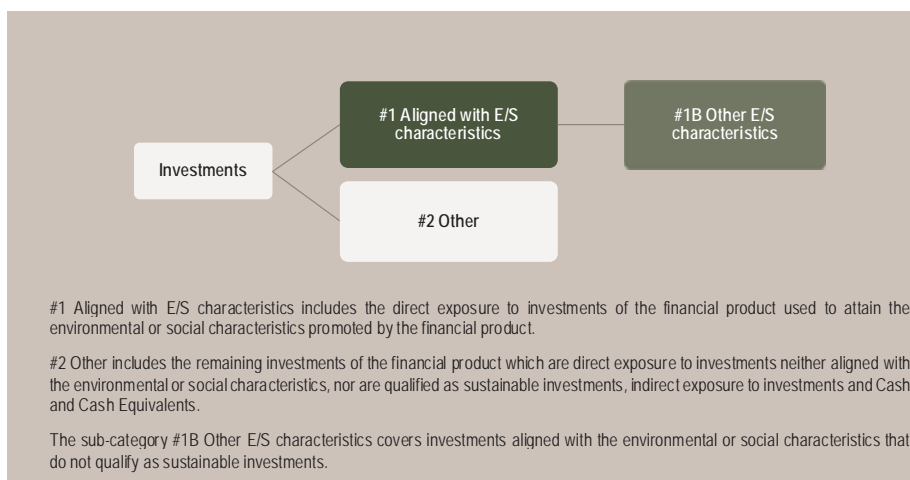 #1 Aligned with E/S
characteristics
#1B Other E/S
characteristics
Investments
#2 Other
#1 Aligned with E/S characteristics includes the direct exposure to investments of the financial product used to attain the
environmental or social characteristics promoted by the financial product.
#2 Other includes the remaining investments of the financial product which are direct exposure to investments neither aligned with
the environmental or social characteristics, nor are qualified as sustainable investments, indirect exposure to investments and Cash
and Cash Equivalents.
The sub-category #1B Other E/S characteristics covers investments aligned with the environmental or social characteristics that
do not qualify as sustainable investments.